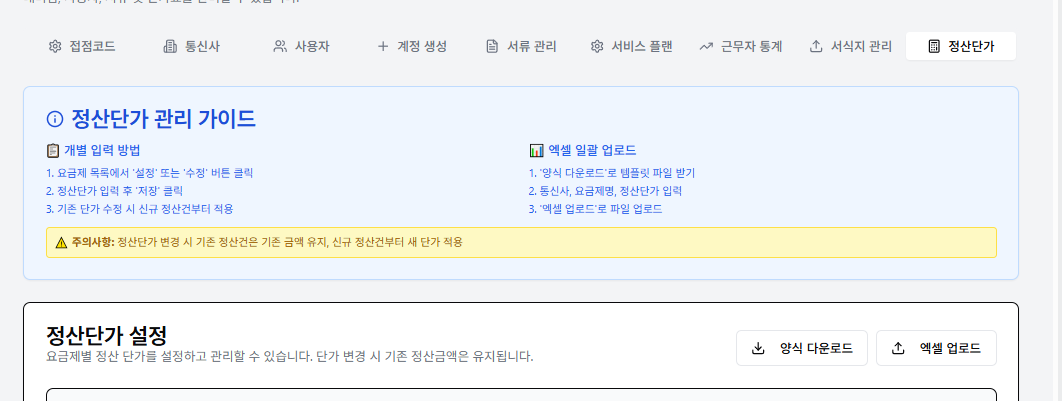 접점코드
통신사
사용자
계정 생성
서류 관리
서비스 플랜
근무자 통계
서식지 관리
정산단가
정산단가 관리 가이드
개별 입력 방법
1. 요금제 목록에서 '설정' 또는 '수정' 버튼 클릭
2. 정산단가 입력 후 '저장' 클릭
3. 기존 단가 수정 시 신규 정산건부터 적용
엑셀 일괄 업로드
1. '양식 다운로드'로 템플릿 파일 받기
2. 통신사, 요금제명, 정산단가 입력
3. '엑셀 업로드'로 파일 업로드
주의사항: 정산단가 변경 시 기존 정산건은 기존 금액 유지, 신규 정산건부터 새 단가 적용
정산단가 설정
요금제별 정산 단가를 설정하고 관리할 수 있습니다. 단가 변경 시 기존 정산금액은 유지됩니다.
양식 다운로드
엑셀 업로드